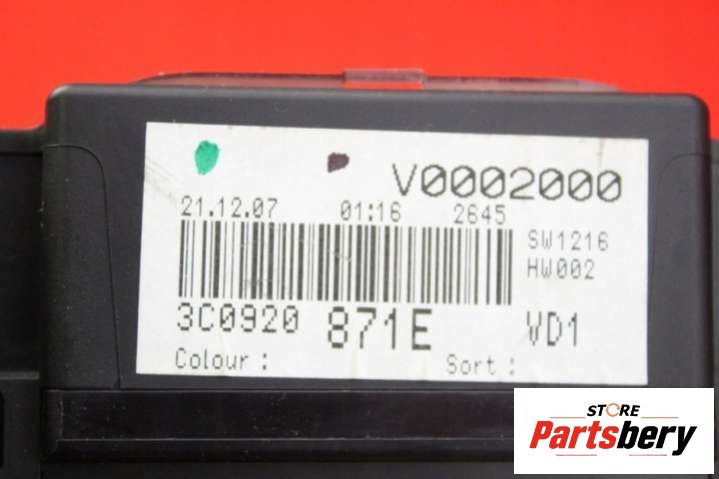 V0002000
21.12.07 01:16 2645
SW1216
HW002
3C0920 871E VD1
Colour : Sort :
STORE
Partsbery